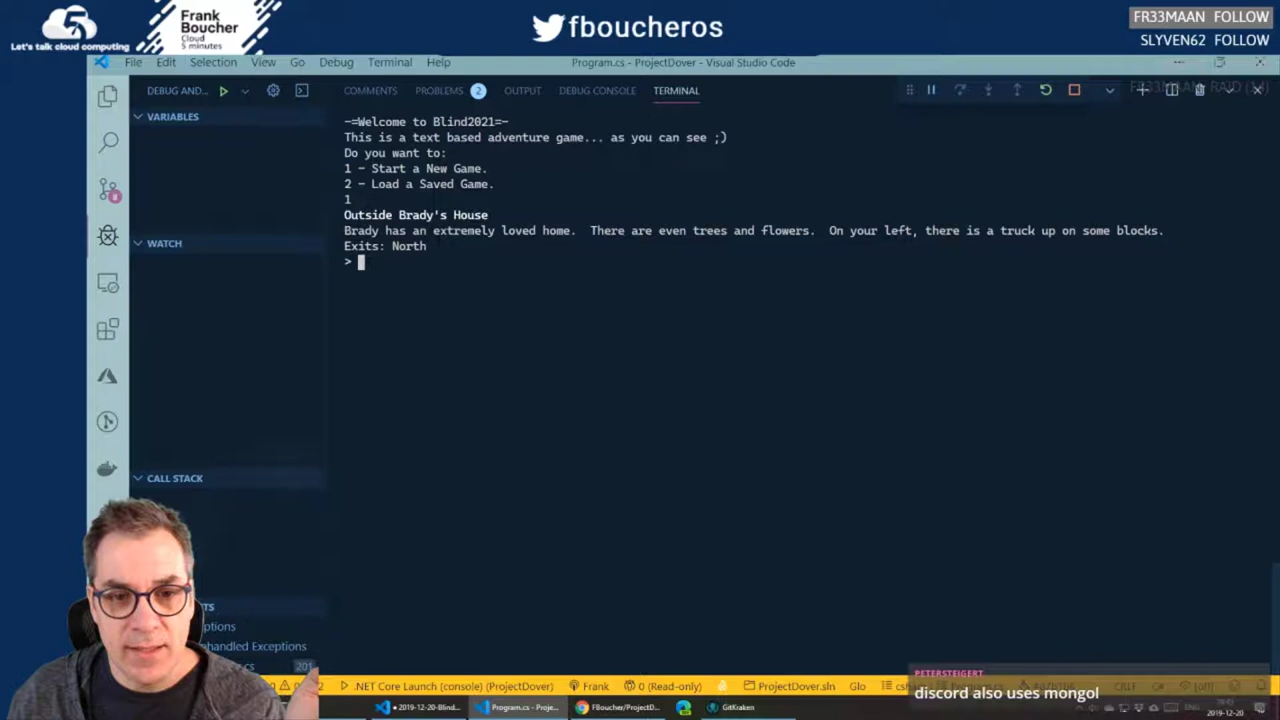 Let's talk cloud computing
5
Frank
Boucher
Cloud
5 minutes
fboucheros
FR33MAAN FOLLOW
SLYVEN62 FOLLOW
File Edit Selection View Go Debug Terminal Help
Program.cs - ProjectDover - Visual Studio Code
DEBUG AND...
COMMENTS PROBLEMS 2 OUTPUT DEBUG CONSOLE TERMINAL
VARIABLES
WATCH
CALL STACK
-=Welcome to Blind2021=-
This is a text based adventure game... as you can see ;)
Do you want to:
1 - Start a New Game.
2 - Load a Saved Game.
1
Outside Brady's House
Brady has an extremely loved home.  There are even trees and flowers.  On your left, there is a truck up on some blocks.
Exits: North
>
Exceptions
201
.NET Core Launch (console) (ProjectDover) Frank 0 (Read-only) ProjectDover.sln Glo
PETERSTEIGERT
discord also uses mongol
2019-12-20-Blind... Program.cs - Proje... FBoucher/ProjectD... GitKraken
ENG
2019-12-20